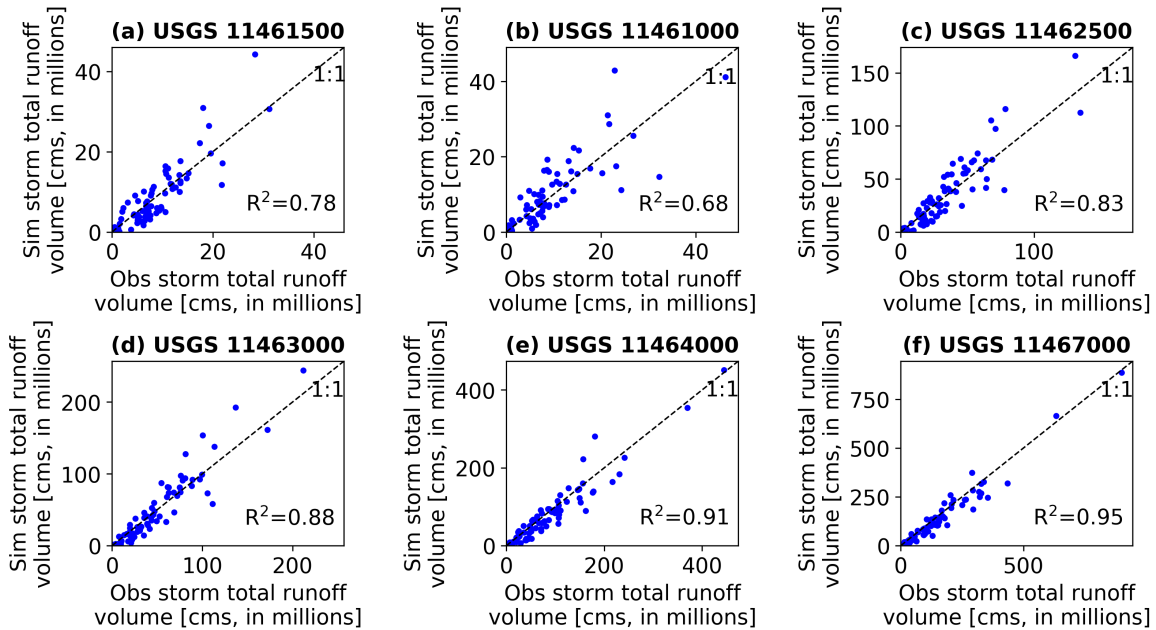 (a) USGS 11461500
Sim storm total runoff
volume [cms, in millions]
40
20
0
1:1
R²=0.78
0 20 40
Obs storm total runoff
volume [cms, in millions]
(b) USGS 11461000
Sim storm total runoff
volume [cms, in millions]
40
20
0
1:1
R²=0.68
0 20 40
Obs storm total runoff
volume [cms, in millions]
(c) USGS 11462500
Sim storm total runoff
volume [cms, in millions]
150
100
50
0
1:1
R²=0.83
0 100
Obs storm total runoff
volume [cms, in millions]
(d) USGS 11463000
Sim storm total runoff
volume [cms, in millions]
200
100
0
1:1
R²=0.88
0 100 200
Obs storm total runoff
volume [cms, in millions]
(e) USGS 11464000
Sim storm total runoff
volume [cms, in millions]
400
200
0
1:1
R²=0.91
0 200 400
Obs storm total runoff
volume [cms, in millions]
(f) USGS 11467000
Sim storm total runoff
volume [cms, in millions]
750
500
250
0
1:1
R²=0.95
0 500
Obs storm total runoff
volume [cms, in millions]